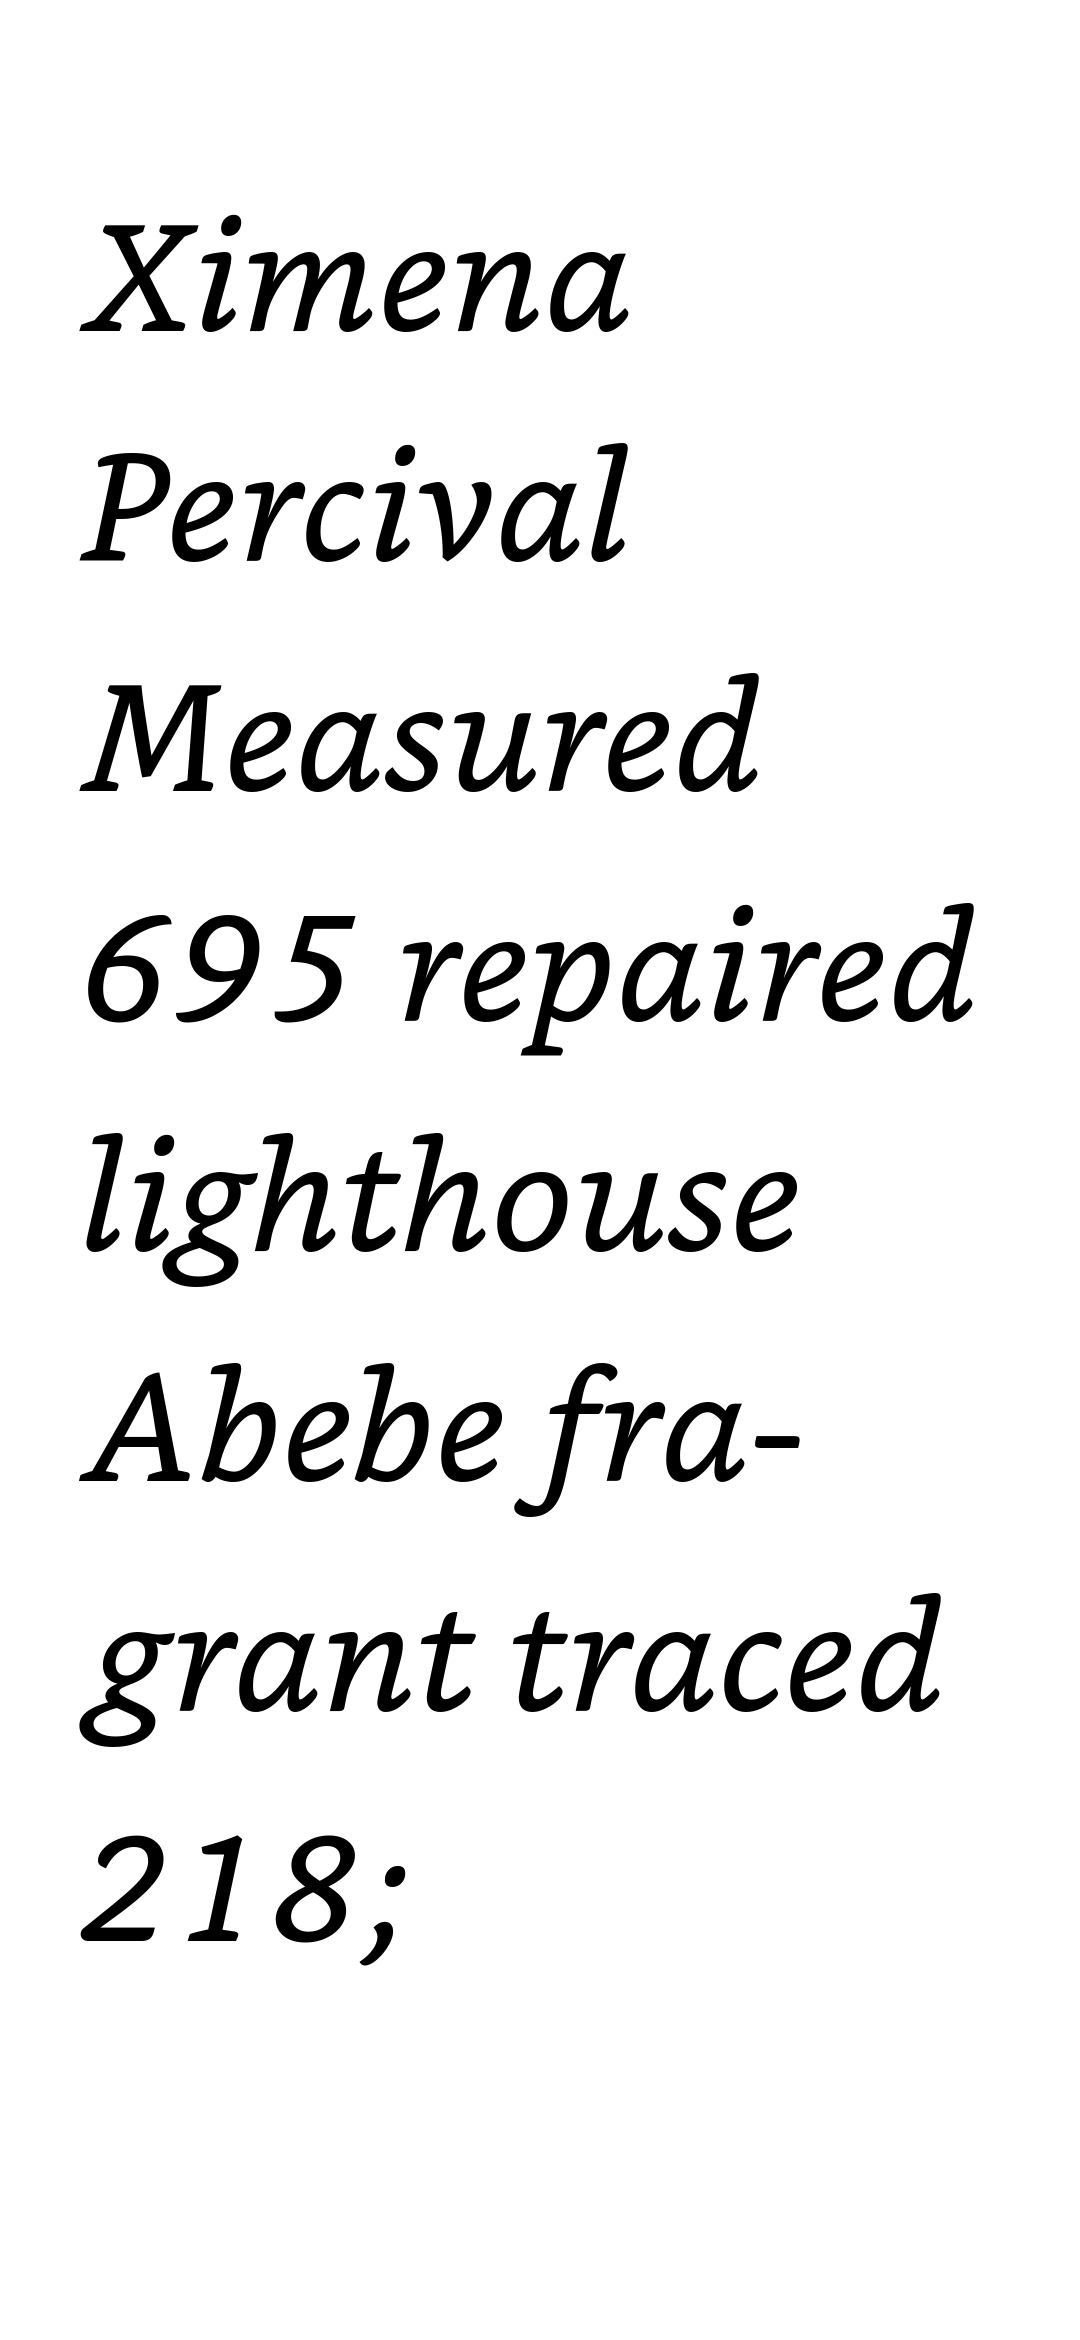 Ximena
Percival
Measured
695 repaired
lighthouse
Abebe fra-
grant traced
218;